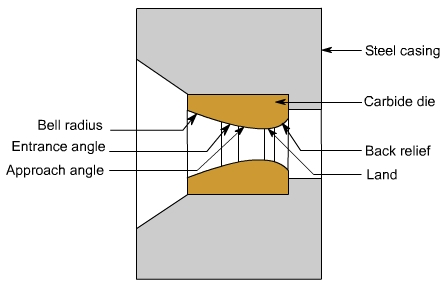 Steel casing
Carbide die
Bell radius
Entrance angle
Approach angle
Back relief
Land